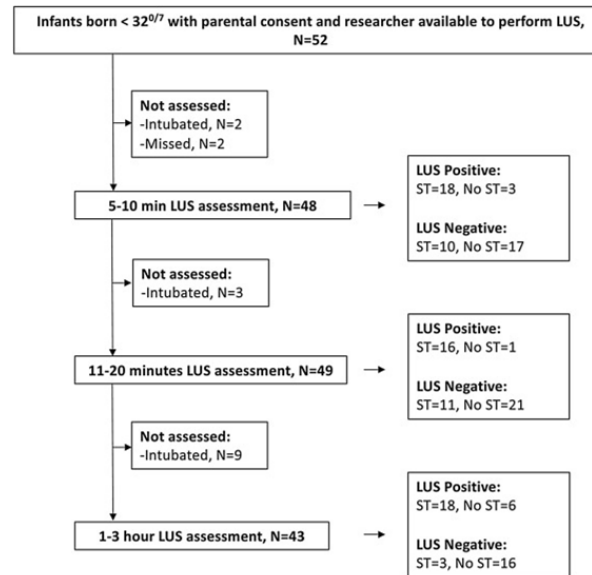 Infants born < 32⁰/⁷ with parental consent and researcher available to perform LUS,
N=52
Not assessed:
-Intubated, N=2
-Missed, N=2
5-10 min LUS assessment, N=48
LUS Positive:
ST=18, No ST=3
LUS Negative:
ST=10, No ST=17
Not assessed:
-Intubated, N=3
11-20 minutes LUS assessment, N=49
LUS Positive:
ST=16, No ST=1
LUS Negative:
ST=11, No ST=21
Not assessed:
-Intubated, N=9
1-3 hour LUS assessment, N=43
LUS Positive:
ST=18, No ST=6
LUS Negative:
ST=3, No ST=16